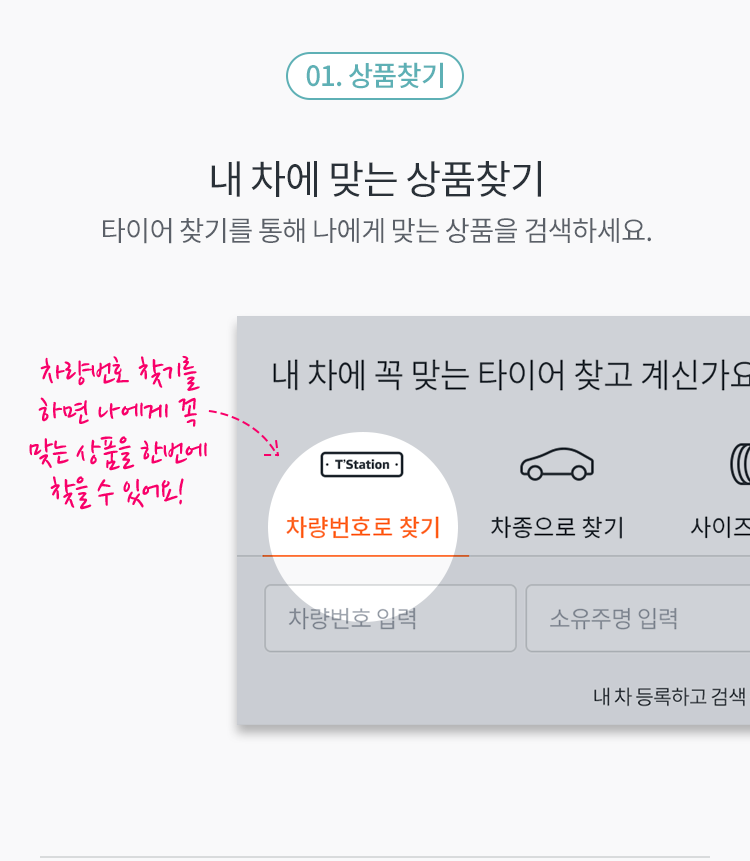 01. 상품찾기
내 차에 맞는 상품찾기
타이어 찾기를 통해 나에게 맞는 상품을 검색하세요.
차량번호 찾기를
하면 나에게 꼭
맞는 상품을 한번에
찾을 수 있어요!
내 차에 꼭 맞는 타이어 찾고 계신가요
T'Station
차량번호로 찾기
차종으로 찾기
사이즈
차량번호 입력
소유주명 입력
내 차 등록하고 검색